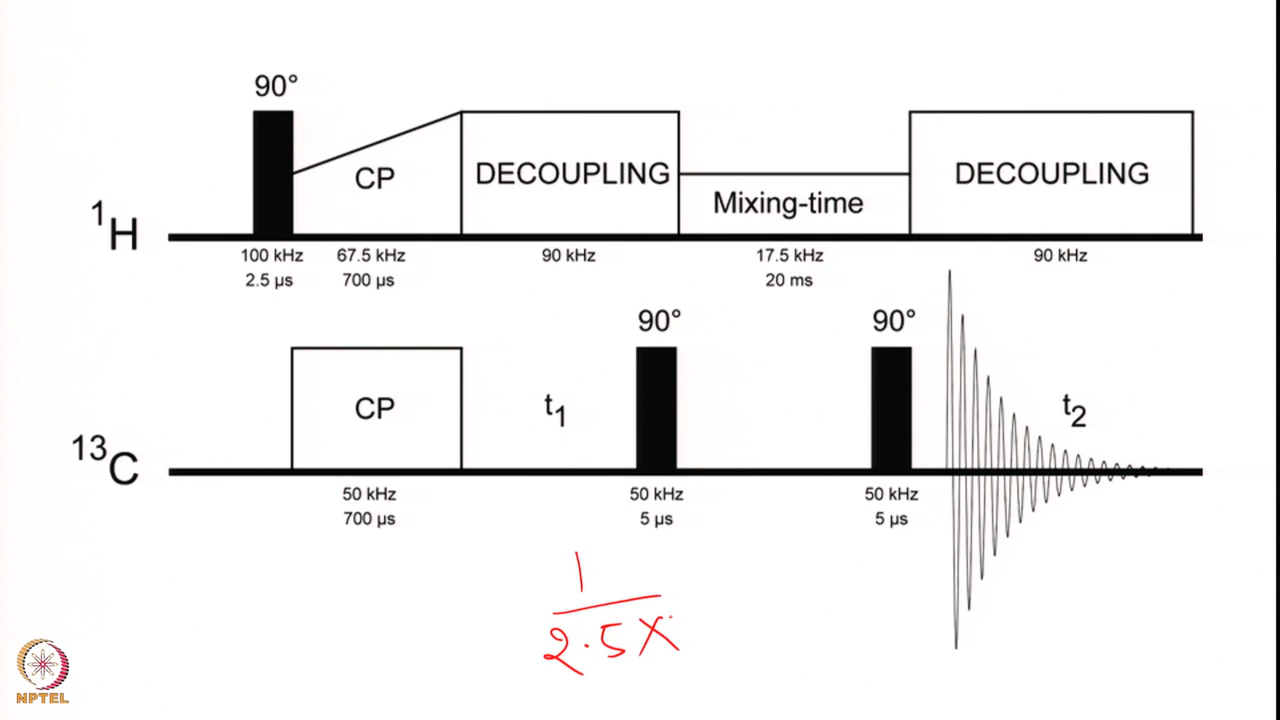 90°
CP
DECOUPLING
Mixing-time
DECOUPLING
¹H
100 kHz
2.5 µs
67.5 kHz
700 µs
90 kHz
17.5 kHz
20 ms
90 kHz
90°
90°
CP
t₁
t₂
¹³C
50 kHz
700 µs
50 kHz
5 µs
50 kHz
5 µs
1
2.5X
NPTEL